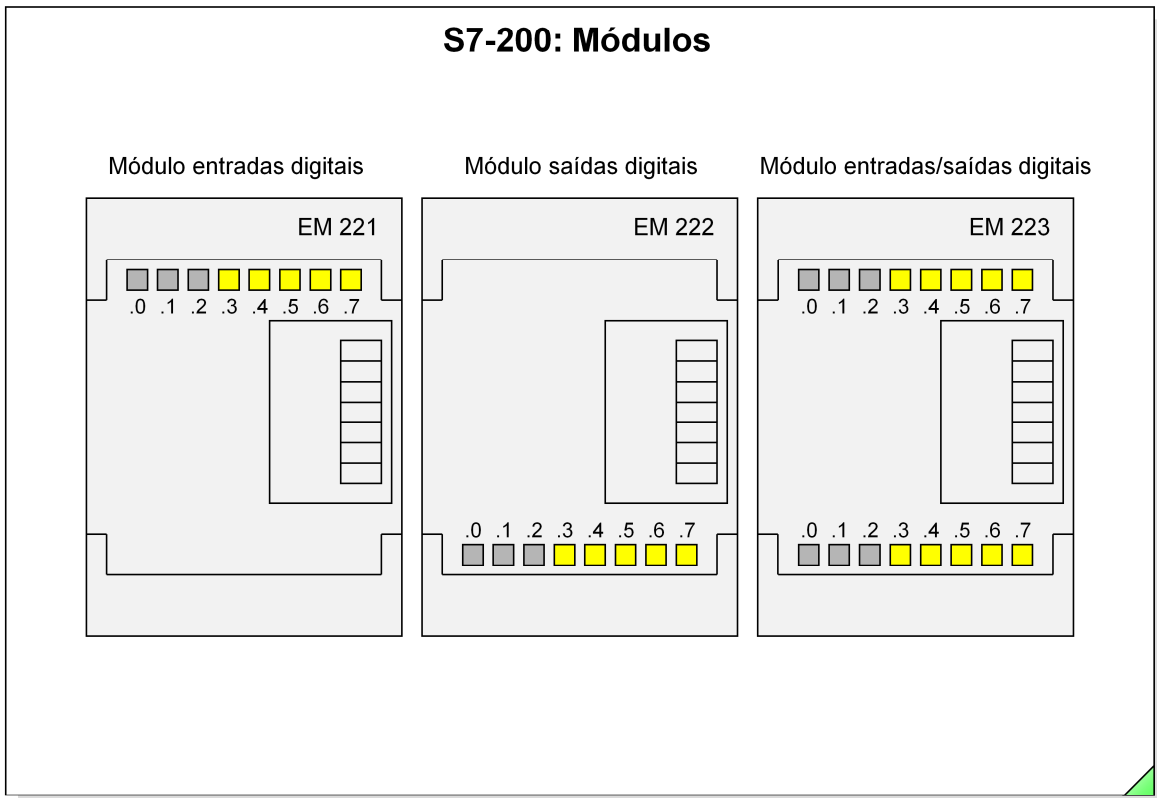 S7-200: Módulos
Módulo entradas digitais
EM 221
.0 .1 .2 .3 .4 .5 .6 .7
Módulo saídas digitais
EM 222
.0 .1 .2 .3 .4 .5 .6 .7
Módulo entradas/saídas digitais
EM 223
.0 .1 .2 .3 .4 .5 .6 .7
.0 .1 .2 .3 .4 .5 .6 .7